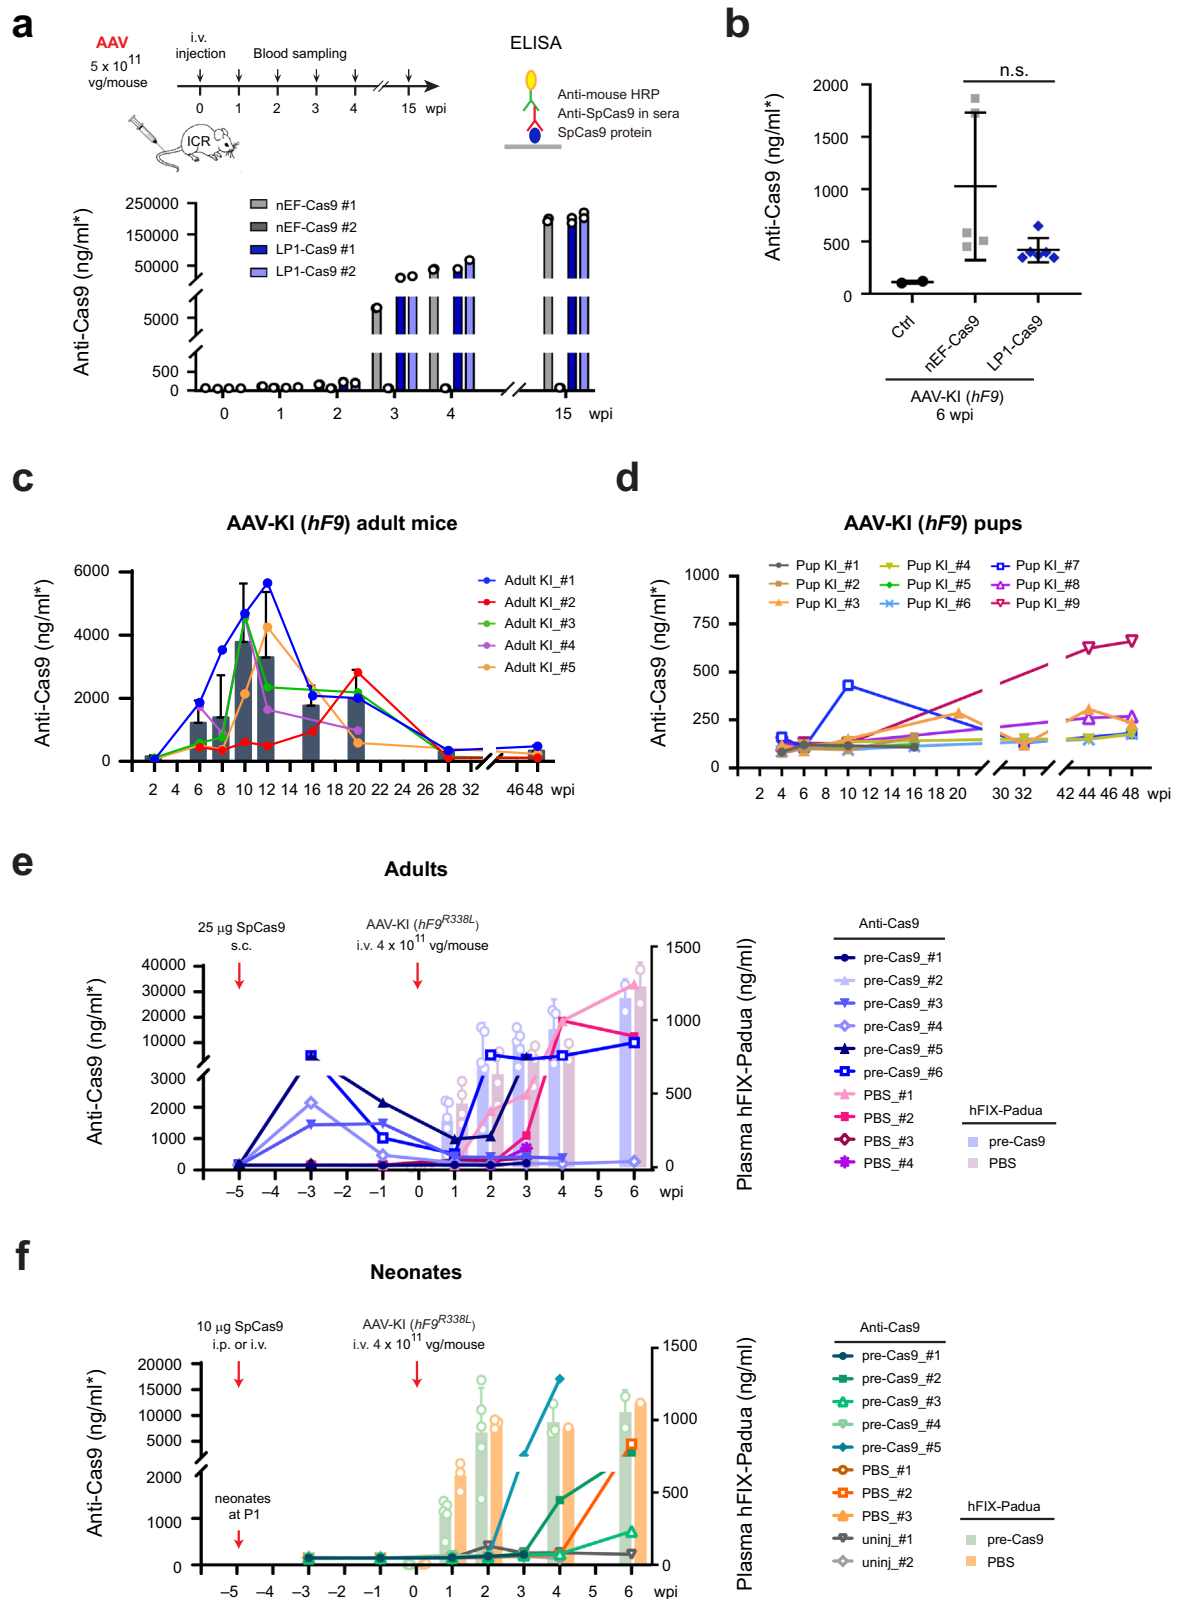 a
AAV
5 x 10^11
vg/mouse
i.v.
injection
Blood sampling
0 1 2 3 4 15 wpi
ICR
ELISA
Anti-mouse HRP
Anti-SpCas9 in sera
SpCas9 protein
Anti-Cas9 (ng/ml*)
250000
150000
50000
5000
500
0
nEF-Cas9 #1
nEF-Cas9 #2
LP1-Cas9 #1
LP1-Cas9 #2
0 1 2 3 4 15 wpi
b
n.s.
Anti-Cas9 (ng/ml*)
2000
1500
1000
500
0
Ctrl
nEF-Cas9
LP1-Cas9
AAV-KI (hF9)
6 wpi
c
AAV-KI (hF9) adult mice
Anti-Cas9 (ng/ml*)
6000
4000
2000
0
Adult KI_#1
Adult KI_#2
Adult KI_#3
Adult KI_#4
Adult KI_#5
2 4 6 8 10 12 16 20 22 24 26 28 32 46 48 wpi
d
AAV-KI (hF9) pups
Pup KI_#1 Pup KI_#4 Pup KI_#7
Pup KI_#2 Pup KI_#5 Pup KI_#8
Pup KI_#3 Pup KI_#6 Pup KI_#9
Anti-Cas9 (ng/ml*)
1000
750
500
250
0
2 4 6 8 10 12 14 16 18 20 30 32 42 44 46 48 wpi
e
Adults
25 µg SpCas9
s.c.
AAV-KI (hF9^R338L)
i.v. 4 x 10^11 vg/mouse
Anti-Cas9 (ng/ml*)
40000
30000
20000
10000
3000
2000
1000
0
–5 –4 –3 –2 –1 0 1 2 3 4 5 6 wpi
1500
1000
500
0
Plasma hFIX-Padua (ng/ml)
Anti-Cas9
pre-Cas9_#1
pre-Cas9_#2
pre-Cas9_#3
pre-Cas9_#4
pre-Cas9_#5
pre-Cas9_#6
PBS_#1
PBS_#2
PBS_#3
PBS_#4
hFIX-Padua
pre-Cas9
PBS
f
Neonates
10 µg SpCas9
i.p. or i.v.
AAV-KI (hF9^R338L)
i.v. 4 x 10^11 vg/mouse
neonates
at P1
Anti-Cas9 (ng/ml*)
20000
15000
10000
5000
2000
1000
0
–5 –4 –3 –2 –1 0 1 2 3 4 5 6 wpi
1500
1000
500
0
Plasma hFIX-Padua (ng/ml)
Anti-Cas9
pre-Cas9_#1
pre-Cas9_#2
pre-Cas9_#3
pre-Cas9_#4
pre-Cas9_#5
PBS_#1
PBS_#2
PBS_#3
uninj_#1
uninj_#2
hFIX-Padua
pre-Cas9
PBS